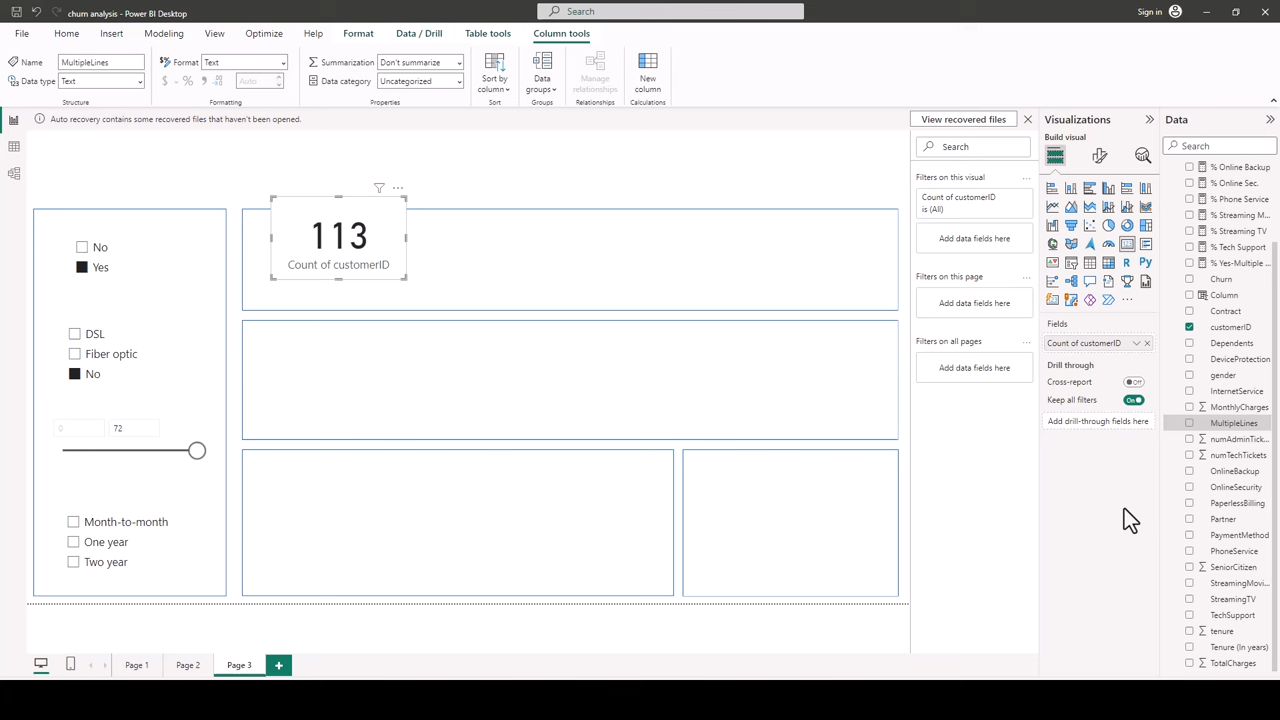 churn analysis - Power BI Desktop
Search
Sign in
File Home Insert Modeling View Optimize Help Format Data / Drill Table tools Column tools
Name MultipleLines
Data type Text
Structure
Format Text
$ % Auto
Formatting
Summarization Don't summarize
Data category Uncategorized
Properties
Sort by column
Sort
Data groups
Groups
Manage relationships
Relationships
New column
Calculations
Auto recovery contains some recovered files that haven't been opened.
View recovered files
No
Yes
DSL
Fiber optic
No
0 72
Month-to-month
One year
Two year
113
Count of customerID
Search
Filters on this visual ...
Count of customerID
is (All)
Add data fields here
Filters on this page ...
Add data fields here
Filters on all pages ...
Add data fields here
Visualizations
Build visual
R Py
Fields
Count of customerID
Drill through
Cross-report Off
Keep all filters On
Add drill-through fields here
Data
Search
% Online Backup
% Online Sec.
% Phone Service
% Streaming M...
% Streaming TV
% Tech Support
% Yes-Multiple ...
Churn
Column
Contract
customerID
Dependents
DeviceProtection
gender
InternetService
MonthlyCharges
MultipleLines
numAdminTick...
numTechTickets
OnlineBackup
OnlineSecurity
PaperlessBilling
Partner
PaymentMethod
PhoneService
SeniorCitizen
StreamingMovi...
StreamingTV
TechSupport
tenure
Tenure (In years)
TotalCharges
Page 1 Page 2 Page 3